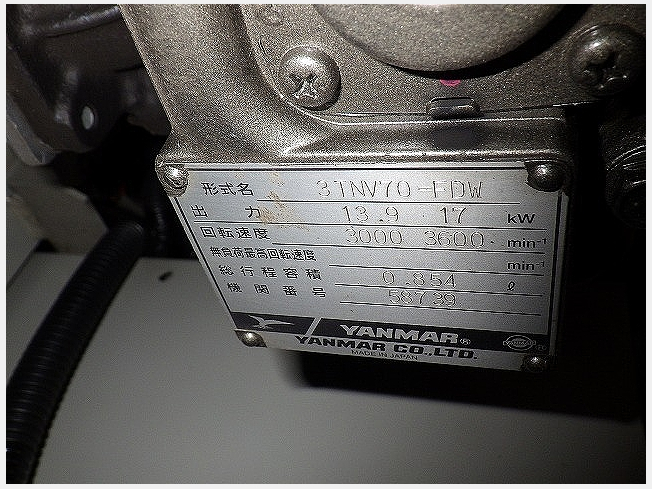 形式名 3TNV70-FDW
出力 13.9 17 kW
回転速度 3000 3600 min-1
無負荷最高回転速度 min-1
総行程容積 0.854 ℓ
機関番号 58739
YANMAR®
YANMAR CO.,LTD.
MADE IN JAPAN